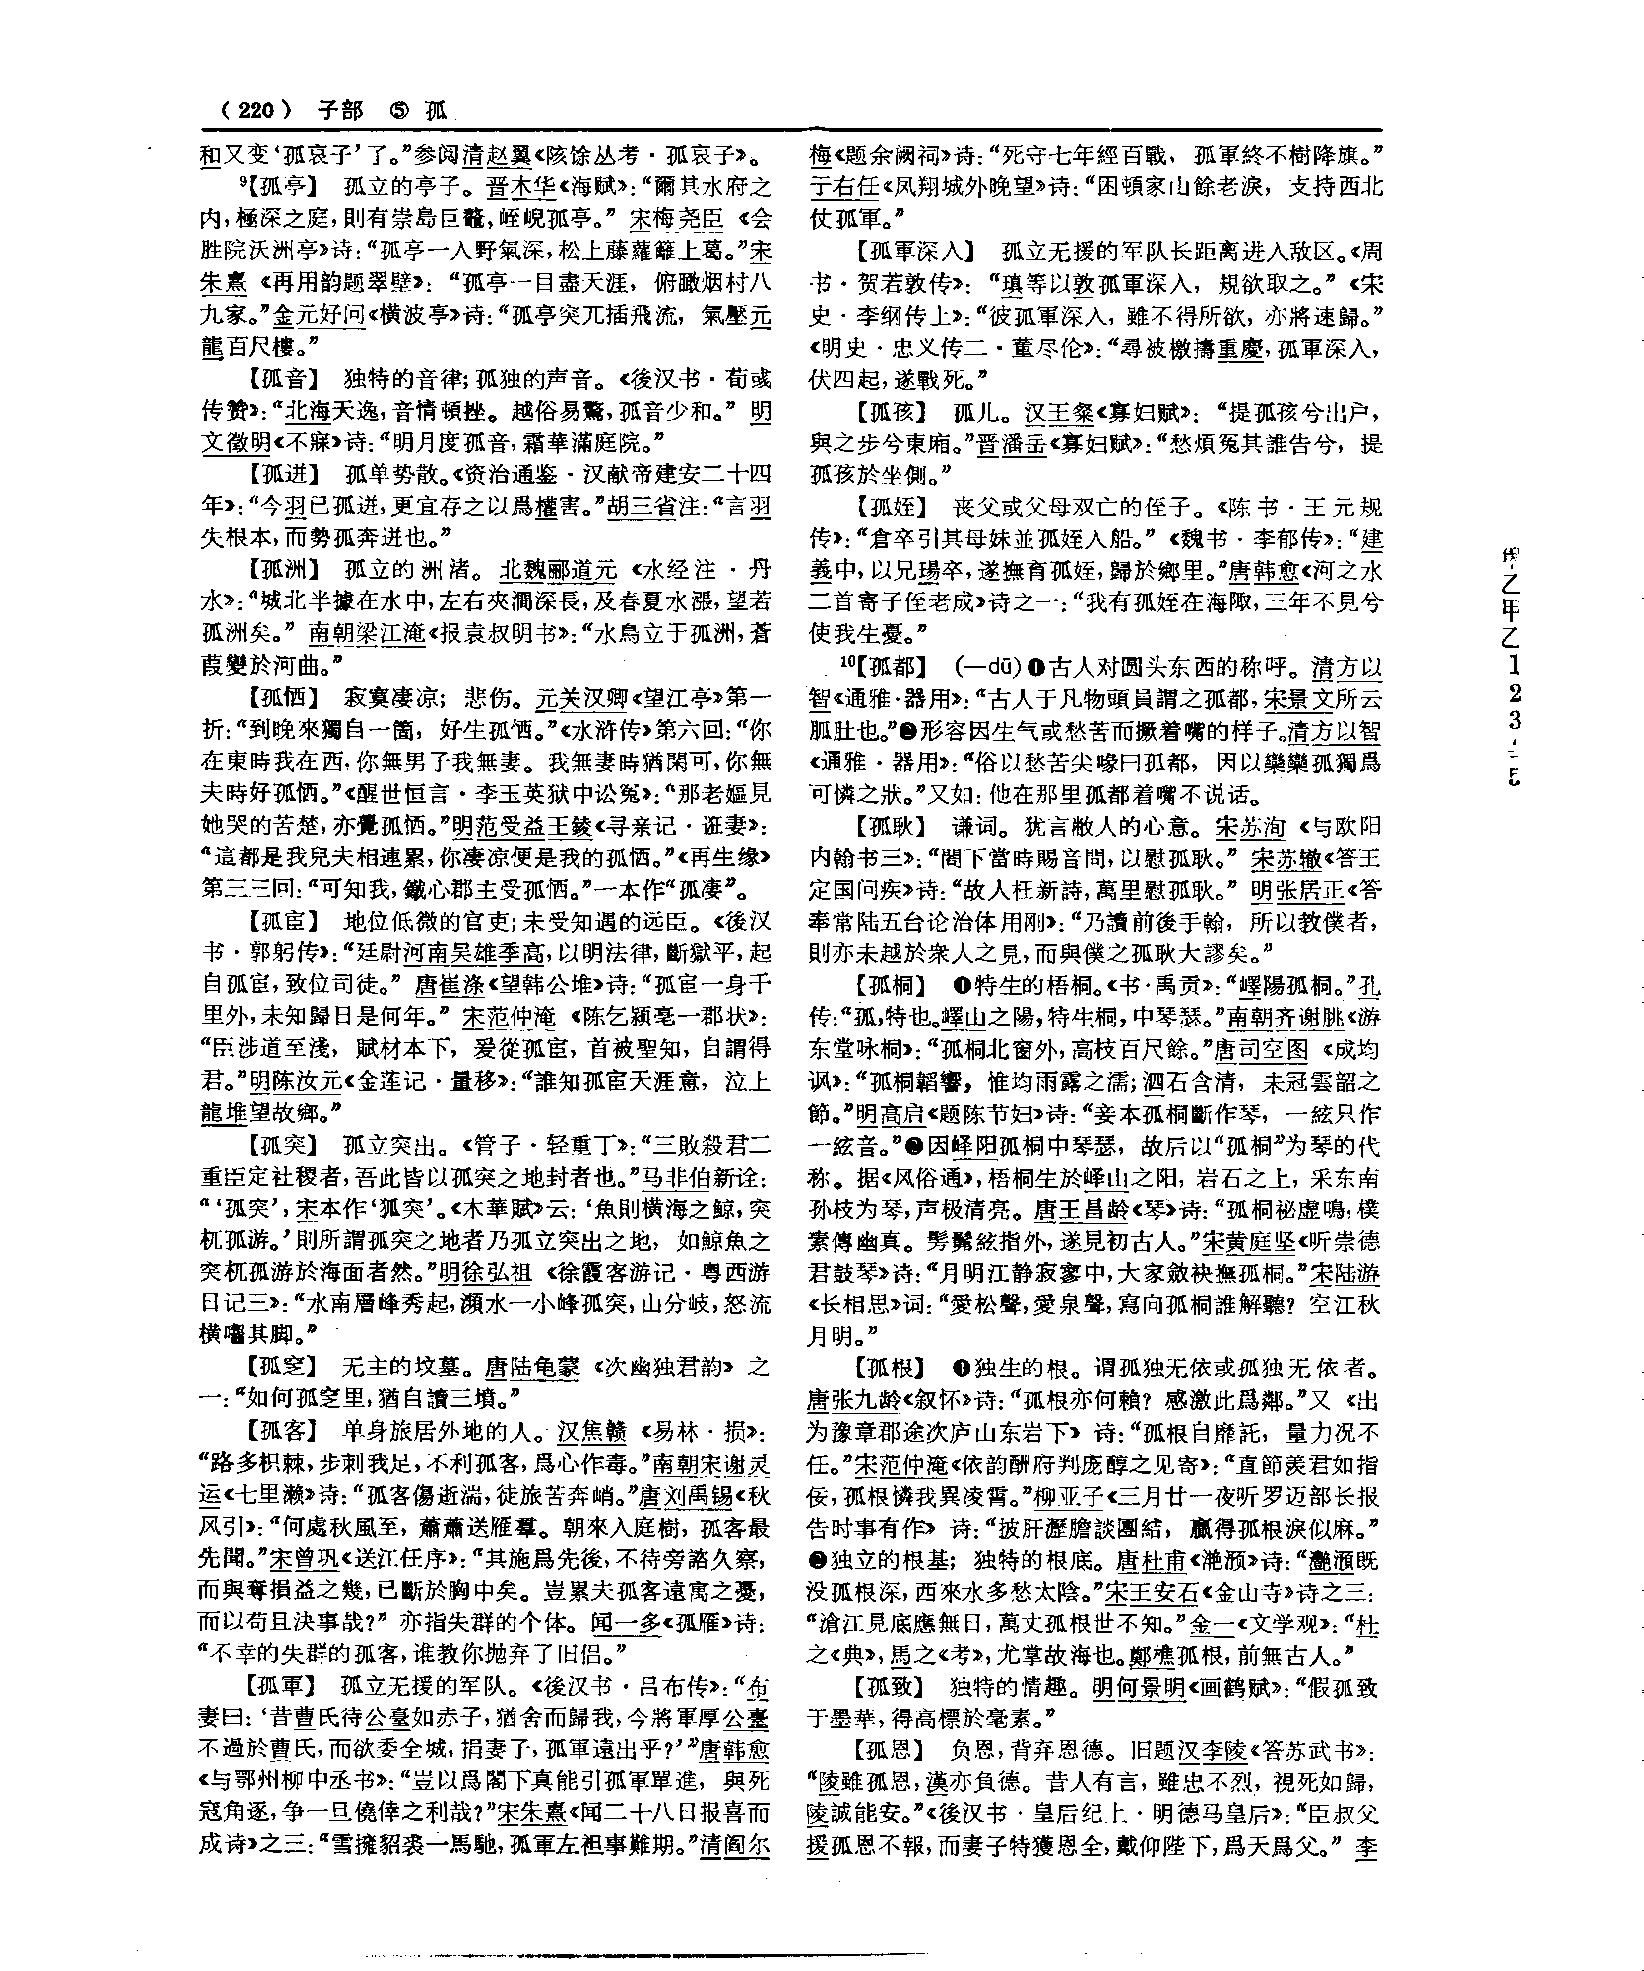 （220） 子部 ⑤ 孤
和又变‘孤哀子’了。”参阅清赵翼《陔馀丛考·孤哀子》。
⁹【孤亭】 孤立的亭子。晋木华《海赋》：“爾其水府之
内，極深之庭，則有崇島巨鼇，峌峴孤亭。” 宋梅尧臣《会
胜院沃洲亭》诗：“孤亭一入野氣深，松上藤蘿籬上葛。”宋
朱熹《再用韵题翠壁》：“孤亭一目盡天涯，俯瞰烟村八
九家。”金元好问《横波亭》诗：“孤亭突兀插飛流，氣壓元
龍百尺樓。”
【孤音】 独特的音律；孤独的声音。《後汉书·荀彧
传赞》：“北海天逸，音情頓挫。越俗易驚，孤音少和。” 明
文徵明《不寐》诗：“明月度孤音，霜華滿庭院。”
【孤迸】 孤单势散。《资治通鉴·汉献帝建安二十四
年》：“今羽已孤迸，更宜存之以爲權害。”胡三省注：“言羽
失根本，而勢孤奔迸也。”
【孤洲】 孤立的洲渚。北魏郦道元《水经注·丹
水》：“城北半據在水中，左右夾澗深長，及春夏水漲，望若
孤洲矣。” 南朝梁江淹《报袁叔明书》：“水鳥立于孤洲，蒼
葭變於河曲。”
【孤恓】 寂寞凄凉；悲伤。元关汉卿《望江亭》第一
折：“到晚來獨自一箇，好生孤恓。”《水浒传》第六回：“你
在東時我在西，你無男子我無妻。我無妻時猶閑可，你無
夫時好孤恓。”《醒世恒言·李玉英狱中讼冤》：“那老嫗見
她哭的苦楚，亦覺孤恓。”明范受益王錂《寻亲记·诳妻》：
“這都是我兒夫相連累，你凄凉便是我的孤恓。”《再生缘》
第三三回：“可知我，鐵心郡主受孤恓。”一本作“孤凄”。
【孤宦】 地位低微的官吏；未受知遇的远臣。《後汉
书·郭躬传》：“廷尉河南吴雄季高，以明法律，斷獄平，起
自孤宦，致位司徒。” 唐崔涤《望韩公堆》诗：“孤宦一身千
里外，未知歸日是何年。” 宋范仲淹《陈乞颍亳一郡状》：
“臣涉道至淺，賦材本下，爰從孤宦，首被聖知，自謂得
君。”明陈汝元《金莲记·量移》：“誰知孤宦天涯意，泣上
龍堆望故鄉。”
【孤突】 孤立突出。《管子·轻重丁》：“三敗殺君二
重臣定社稷者，吾此皆以孤突之地封者也。”马非伯新诠：
“‘孤突’，宋本作‘狐突’。《木華賦》云：‘魚則横海之鲸，突
杌孤游。’則所謂孤突之地者乃孤立突出之地，如鲸魚之
突杌孤游於海面者然。”明徐弘祖《徐霞客游记·粤西游
日记三》：“水南層峰秀起，瀕水一小峰孤突，山分岐，怒流
横嚙其脚。”
【孤窆】 无主的坟墓。唐陆龟蒙《次幽独君韵》之
一：“如何孤窆里，猶自讀三墳。”
【孤客】 单身旅居外地的人。汉焦赣《易林·损》：
“路多枳棘，步刺我足，不利孤客，爲心作毒。”南朝宋谢灵
运《七里濑》诗：“孤客傷逝湍，徒旅苦奔峭。”唐刘禹锡《秋
风引》：“何處秋風至，蕭蕭送雁羣。朝來入庭樹，孤客最
先聞。”宋曾巩《送江任序》：“其施爲先後，不待旁諮久察，
而與奪損益之幾，已斷於胸中矣。豈累夫孤客遠寓之憂，
而以苟且决事哉？” 亦指失群的个体。闻一多《孤雁》诗：
“不幸的失群的孤客，谁教你抛弃了旧侣。”
【孤軍】 孤立无援的军队。《後汉书·吕布传》：“布
妻曰：‘昔曹氏待公臺如赤子，猶舍而歸我，今將軍厚公臺
不過於曹氏，而欲委全城，捐妻子，孤軍遠出乎？’”唐韩愈
《与鄂州柳中丞书》：“豈以爲閣下真能引孤軍單進，與死
寇角逐，争一旦僥倖之利哉？”宋朱熹《闻二十八日报喜而
成诗》之三：“雪擁貂裘一馬馳，孤軍左袒事難期。”清阎尔
梅《题余阙祠》诗：“死守七年經百戰，孤軍終不樹降旗。”
于右任《凤翔城外晚望》诗：“困頓家山餘老淚，支持西北
仗孤軍。”
【孤軍深入】 孤立无援的军队长距离进入敌区。《周
书·贺若敦传》：“瑱等以敦孤軍深入，規欲取之。”《宋
史·李纲传上》：“彼孤軍深入，雖不得所欲，亦將速歸。”
《明史·忠义传二·董尽伦》：“尋被檄擣重慶，孤軍深入，
伏四起，遂戰死。”
【孤孩】 孤儿。汉王粲《寡妇赋》：“提孤孩兮出户，
與之步兮東廂。”晋潘岳《寡妇赋》：“愁煩冤其誰告兮，提
孤孩於坐側。”
【孤姪】 丧父或父母双亡的侄子。《陈书·王元规
传》：“倉卒引其母妹並孤姪入船。”《魏书·李郁传》：“建
義中，以兄瑒卒，遂撫育孤姪，歸於鄉里。”唐韩愈《河之水
二首寄子侄老成》诗之一：“我有孤姪在海陬，三年不見兮
使我生憂。”
¹⁰【孤都】 （—dū）❶古人对圆头东西的称呼。清方以
智《通雅·器用》：“古人于凡物頭員謂之孤都，宋景文所云
胍肚也。”❷形容因生气或愁苦而撅着嘴的样子。清方以智
《通雅·器用》：“俗以愁苦尖喙曰孤都，因以欒欒孤獨爲
可憐之狀。”又如：他在那里孤都着嘴不说话。
【孤耿】 谦词。犹言敝人的心意。宋苏洵《与欧阳
内翰书三》：“閤下當時賜音問，以慰孤耿。” 宋苏辙《答王
定国问疾》诗：“故人枉新詩，萬里慰孤耿。” 明张居正《答
奉常陆五台论治体用刚》：“乃讀前後手翰，所以教僕者，
則亦未越於衆人之見，而與僕之孤耿大謬矣。”
【孤桐】 ❶特生的梧桐。《书·禹贡》：“嶧陽孤桐。”孔
传：“孤，特也。嶧山之陽，特生桐，中琴瑟。”南朝齐谢朓《游
东堂咏桐》：“孤桐北窗外，高枝百尺餘。”唐司空图《成均
讽》：“孤桐韜響，惟均雨露之濡；泗石含清，未冠雲韶之
節。”明高启《题陈节妇》诗：“妾本孤桐斷作琴，一絃只作
一絃音。”❷因峄阳孤桐中琴瑟，故后以“孤桐”为琴的代
称。据《风俗通》，梧桐生於峄山之阳，岩石之上，采东南
孙枝为琴，声极清亮。唐王昌龄《琴》诗：“孤桐祕虚鳴，樸
素傳幽真。髣髴絃指外，遂見初古人。”宋黄庭坚《听崇德
君鼓琴》诗：“月明江静寂寥中，大家斂袂撫孤桐。”宋陆游
《长相思》词：“愛松聲，愛泉聲，寫向孤桐誰解聽？空江秋
月明。”
【孤根】 ❶独生的根。谓孤独无依或孤独无依者。
唐张九龄《叙怀》诗：“孤根亦何賴？感激此爲鄰。”又《出
为豫章郡途次庐山东岩下》诗：“孤根自靡託，量力况不
任。”宋范仲淹《依韵酬府判庞醇之见寄》：“直節羨君如指
佞，孤根憐我異凌霄。”柳亚子《三月廿一夜听罗迈部长报
告时事有作》诗：“披肝瀝膽談團結，贏得孤根淚似麻。”
❷独立的根基；独特的根底。唐杜甫《滟滪》诗：“灩澦既
没孤根深，西來水多愁太陰。”宋王安石《金山寺》诗之三：
“滄江見底應無日，萬丈孤根世不知。”金一《文学观》：“杜
之《典》，馬之《考》，尤掌故海也。鄭樵孤根，前無古人。”
【孤致】 独特的情趣。明何景明《画鹤赋》：“假孤致
于墨華，得高標於毫素。”
【孤恩】 负恩，背弃恩德。旧题汉李陵《答苏武书》：
“陵雖孤恩，漢亦負德。昔人有言，雖忠不烈，視死如歸，
陵誠能安。”《後汉书·皇后纪上·明德马皇后》：“臣叔父
援孤恩不報，而妻子特獲恩全，戴仰陛下，爲天爲父。” 李
乙
甲
乙
1
2
3